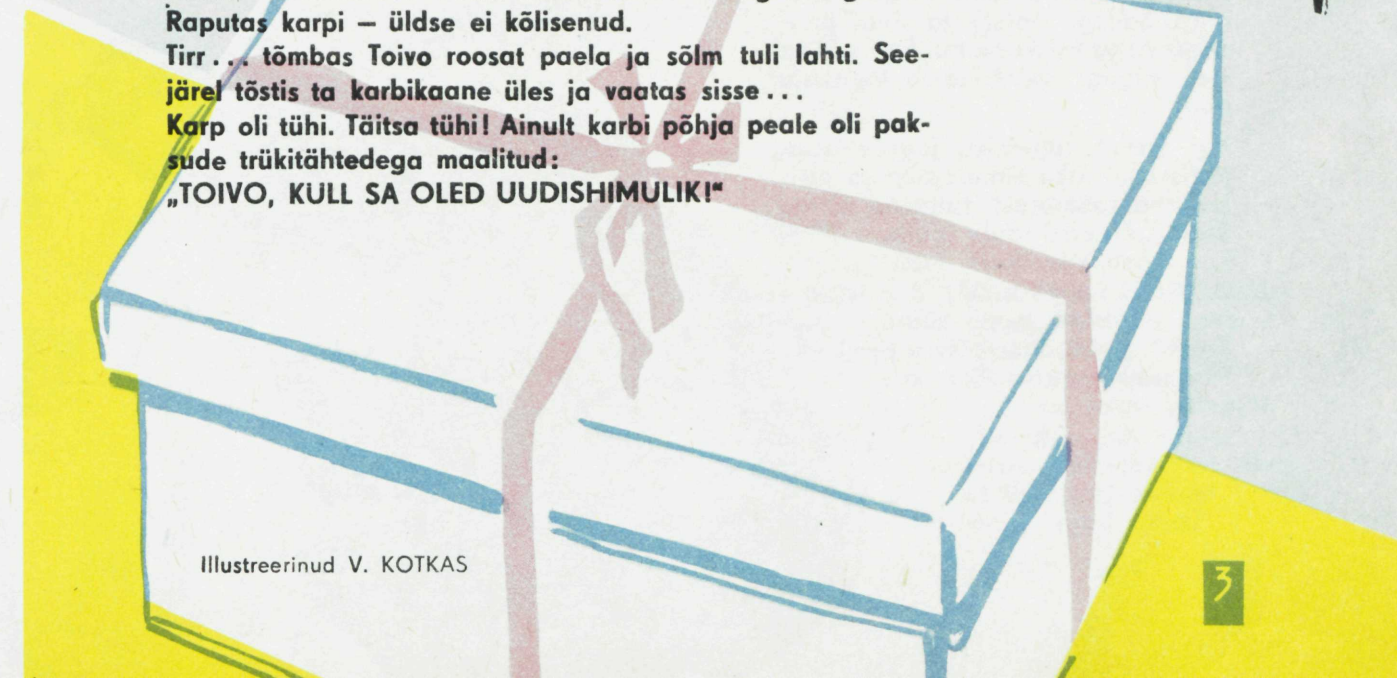 Raputas karpi — üldse ei kõlisenud.
Tirr... tõmbas Toivo roosat paela ja sõlm tuli lahti. See-
järel tõstis ta karbikaane üles ja vaatas sisse...
Karp oli tühi. Täitsa tühi! Ainult karbi põhja peale oli pak-
sude trükitähtedega maalitud:
„TOIVO, KULL SA OLED UUDISHIMULIK!“
Illustreerinud V. KOTKAS
3